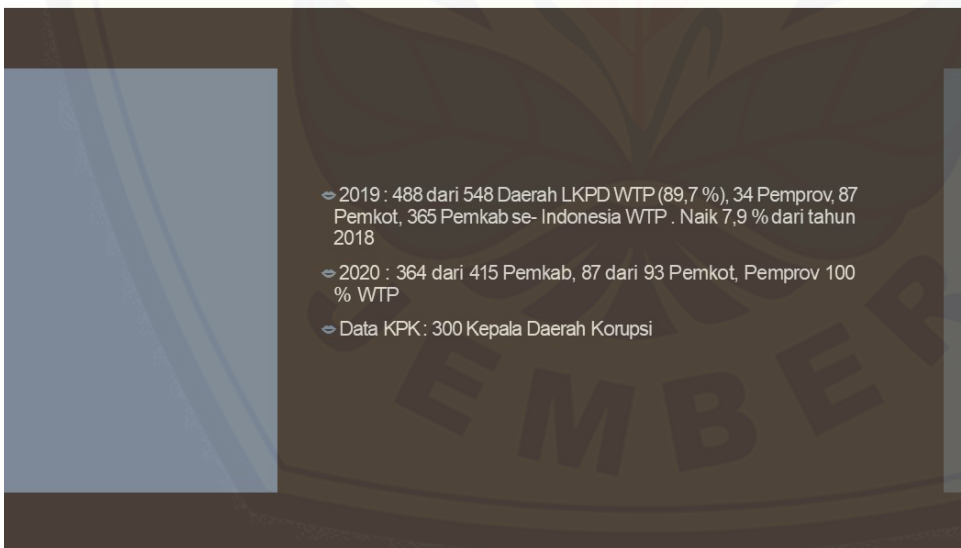 2019 : 488 dari 548 Daerah LKPD WTP (89,7 %), 34 Pemprov, 87
Pemkot, 365 Pemkab se- Indonesia WTP . Naik 7,9 % dari tahun
2018
2020 : 364 dari 415 Pemkab, 87 dari 93 Pemkot, Pemprov 100
% WTP
Data KPK : 300 Kepala Daerah Korupsi
EMBER